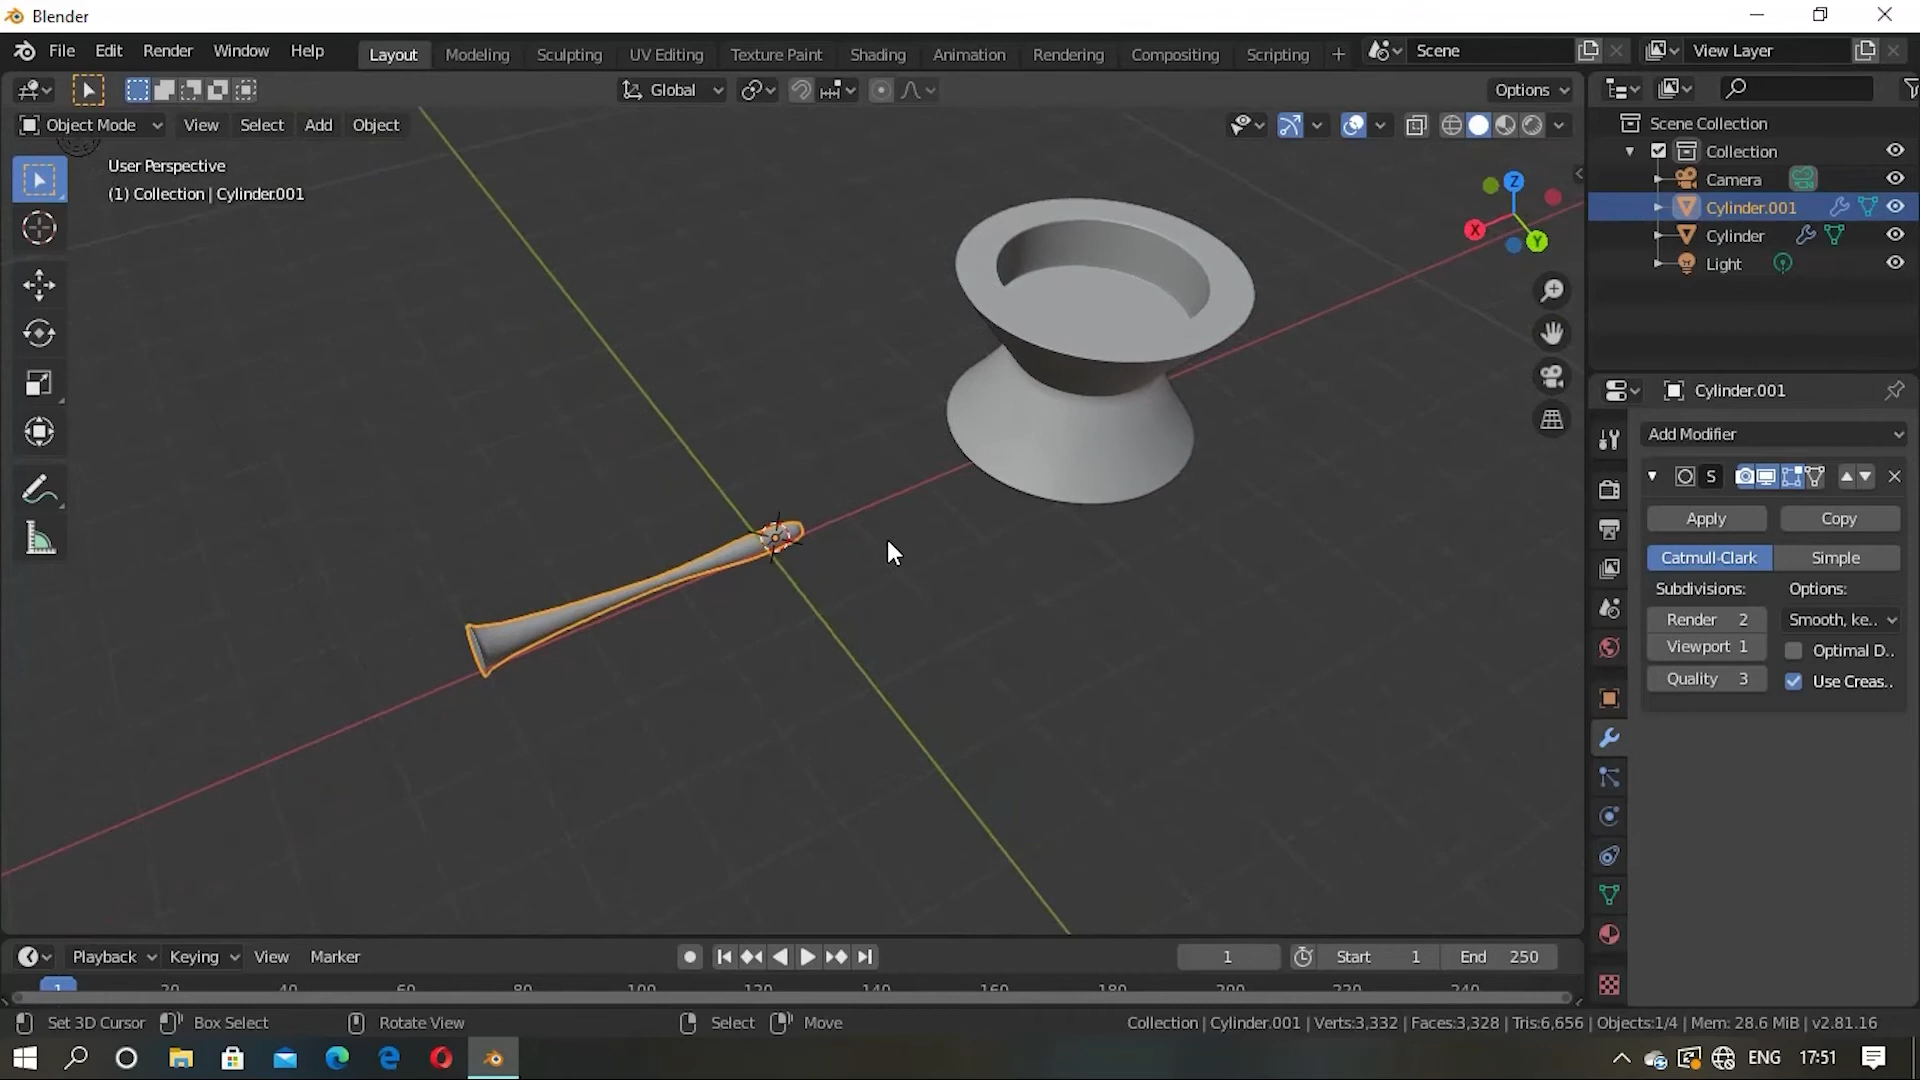 Blender
File Edit Render Window Help Layout Modeling Sculpting UV Editing Texture Paint Shading Animation Rendering Compositing Scripting + Scene View Layer
Global Options
Object Mode View Select Add Object
User Perspective
(1) Collection | Cylinder.001
Z
X
Y
Scene Collection
Collection
Camera
Cylinder.001
Cylinder
Light
Cylinder.001
Add Modifier
S
Apply Copy
Catmull-Clark Simple
Subdivisions: Options:
Render 2 Smooth, ke..
Viewport 1 Optimal D..
Quality 3 Use Creas..
Playback Keying View Marker 1 Start 1 End 250
1 20 40 60 80 100 120 140 160 180 200 220 240
Set 3D Cursor Box Select Rotate View Select Move Collection | Cylinder.001 | Verts:3,332 | Faces:3,328 | Tris:6,656 | Objects:1/4 | Mem: 28.6 MiB | v2.81.16
ENG 17:51